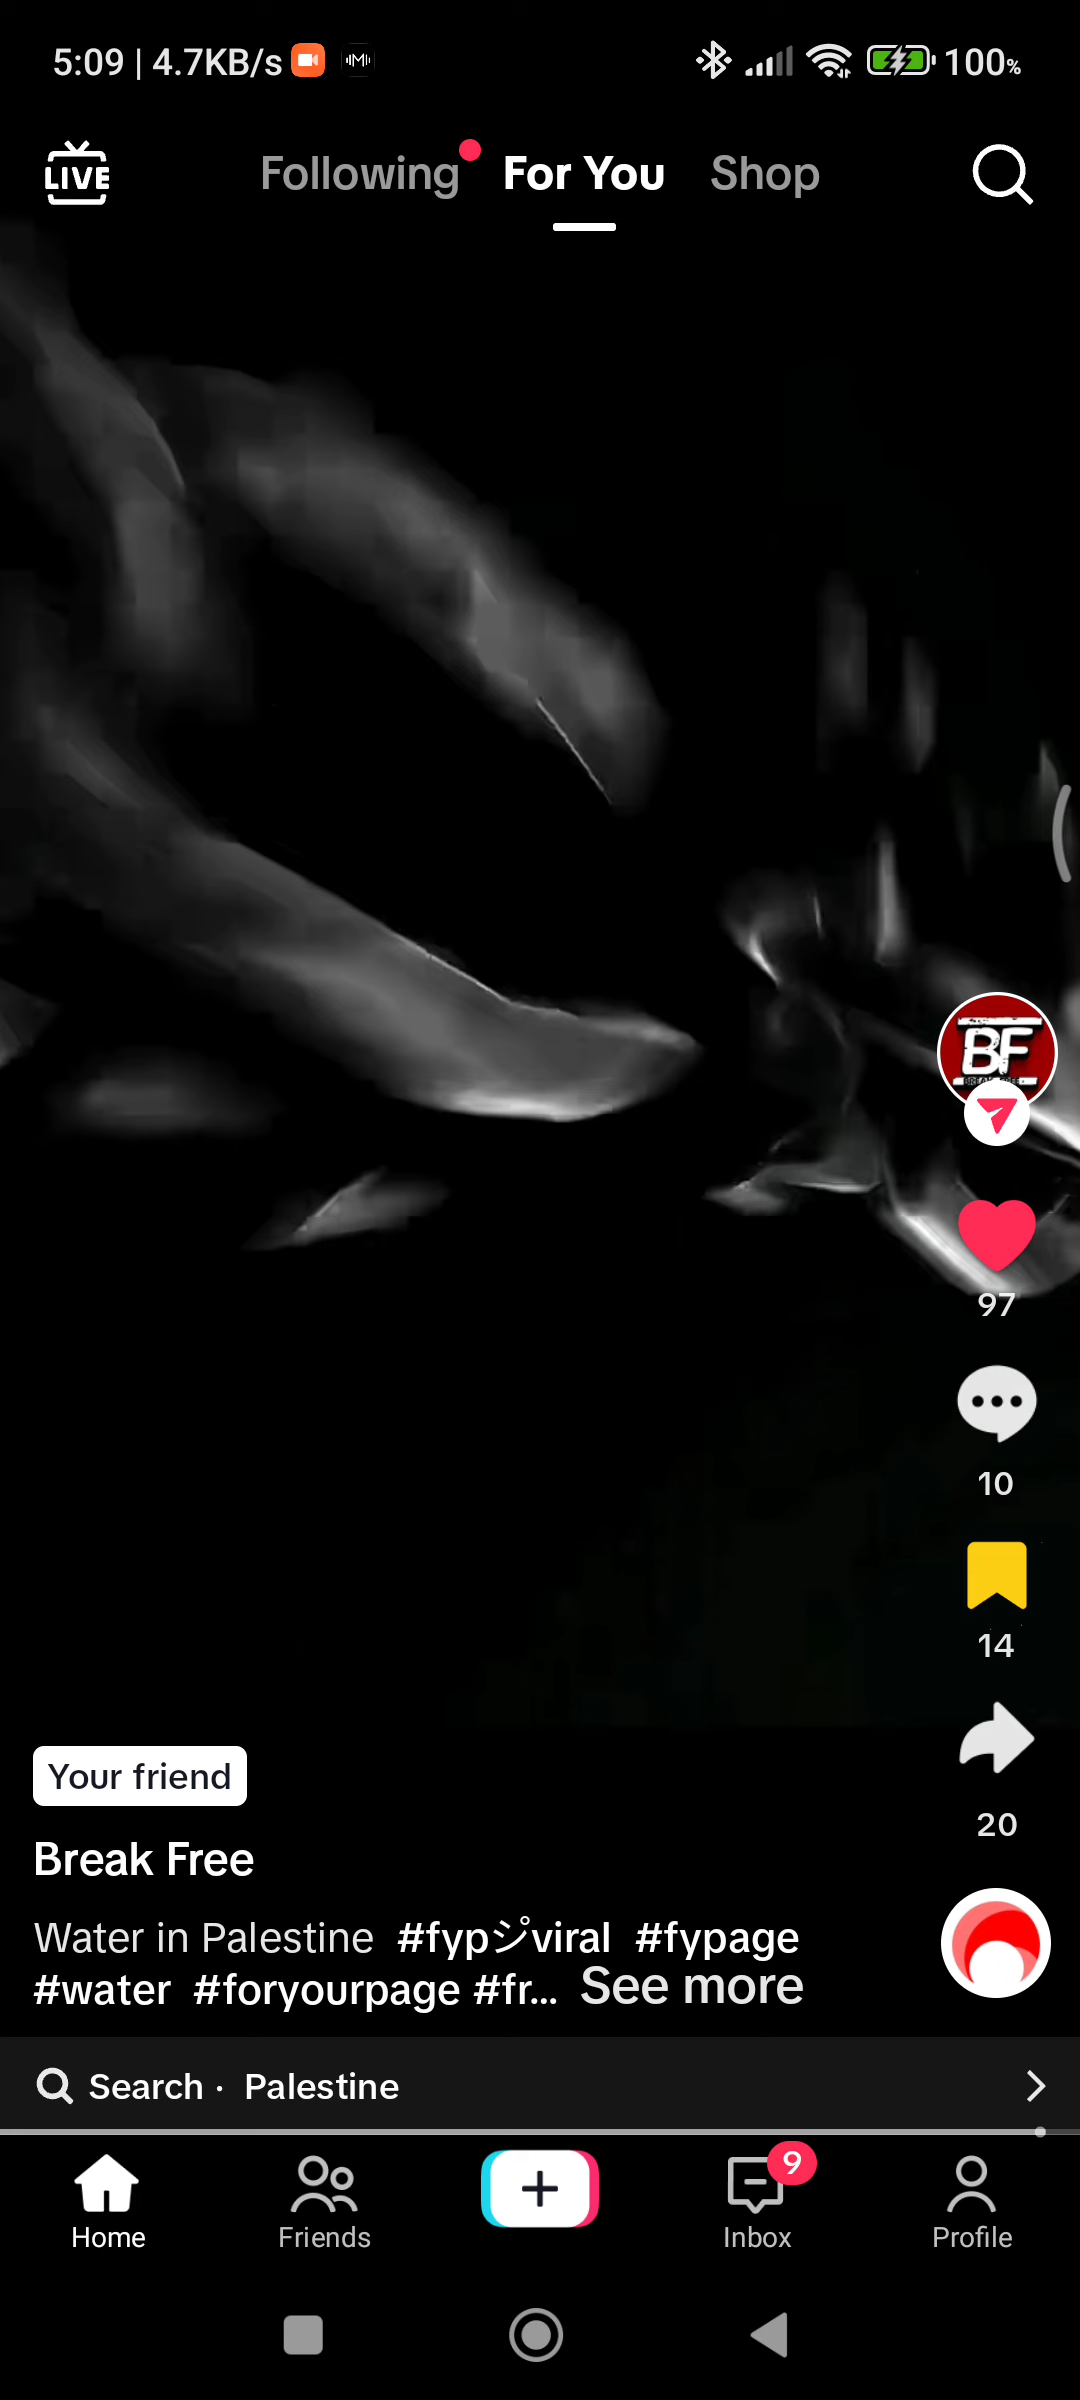 5:09 | 4.7KB/s
100%
LIVE
Following
For You
Shop
BF
97
10
14
20
Your friend
Break Free
Water in Palestine #fypシviral #fypage
#water #foryourpage #fr... See more
Search · Palestine
9
Home
Friends
Inbox
Profile